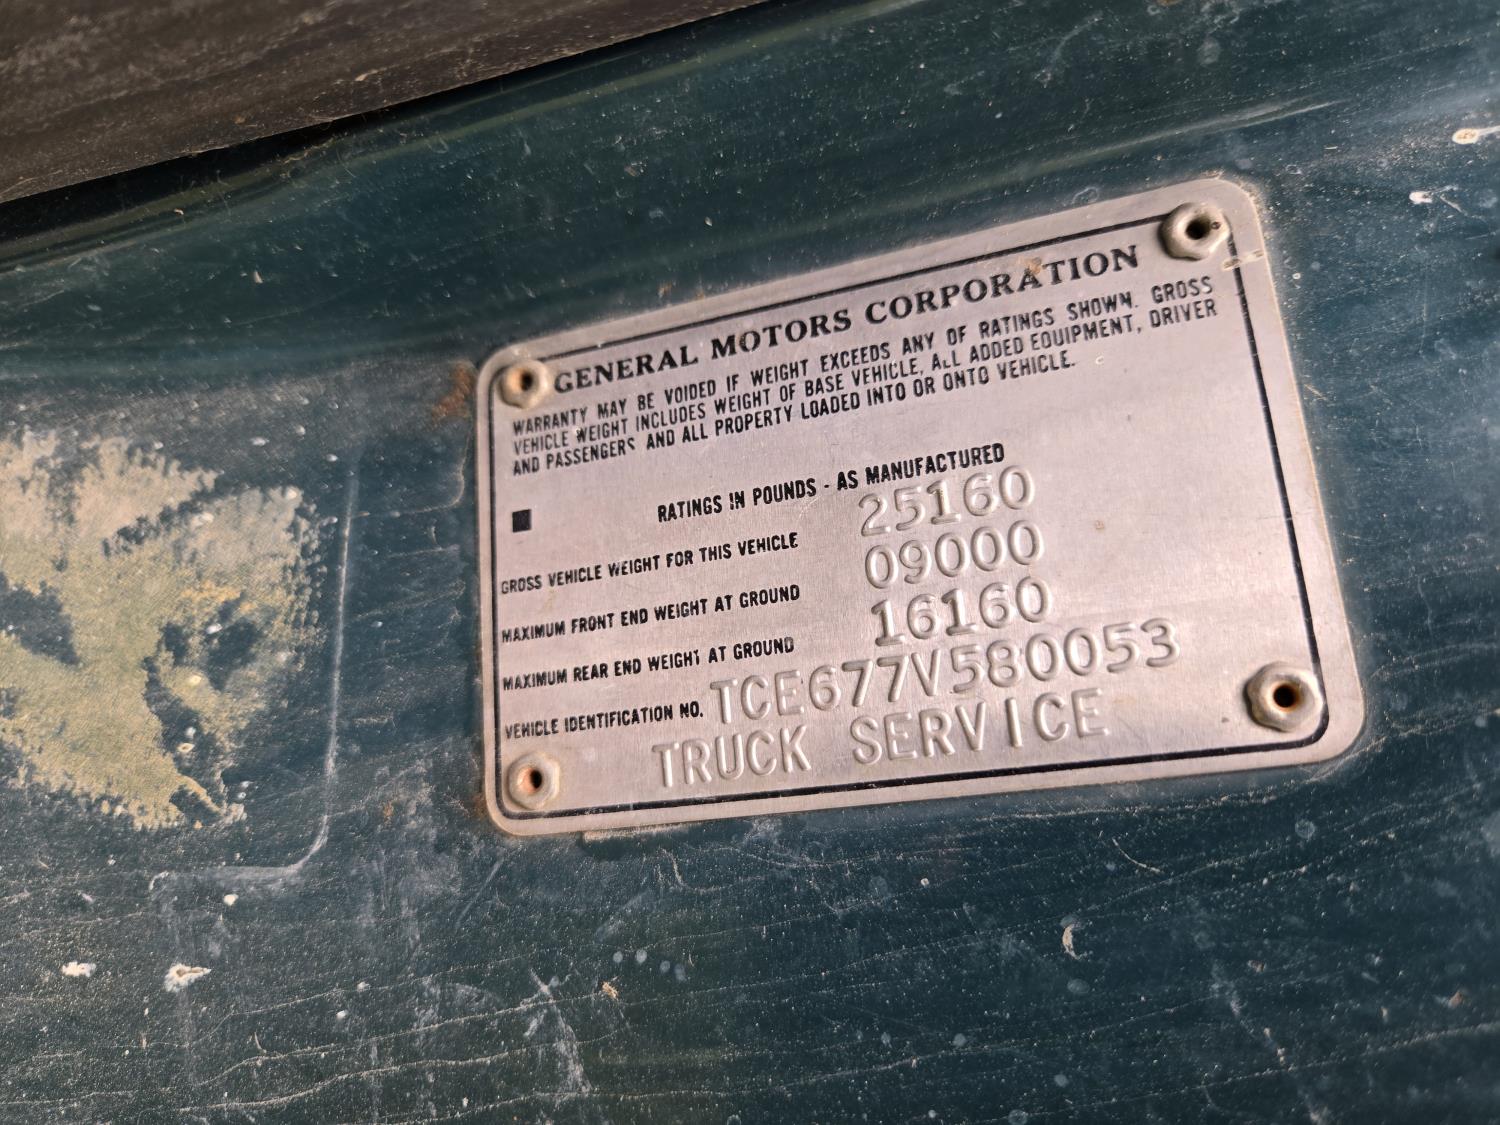 GENERAL MOTORS CORPORATION
WARRANTY MAY BE VOIDED IF WEIGHT EXCEEDS ANY OF RATINGS SHOWN. GROSS
VEHICLE WEIGHT INCLUDES WEIGHT OF BASE VEHICLE, ALL ADDED EQUIPMENT, DRIVER
AND PASSENGERS AND ALL PROPERTY LOADED INTO OR ONTO VEHICLE.
RATINGS IN POUNDS - AS MANUFACTURED
GROSS VEHICLE WEIGHT FOR THIS VEHICLE 25160
MAXIMUM FRONT END WEIGHT AT GROUND 09000
MAXIMUM REAR END WEIGHT AT GROUND 16160
VEHICLE IDENTIFICATION NO. TCE677V580053
TRUCK SERVICE